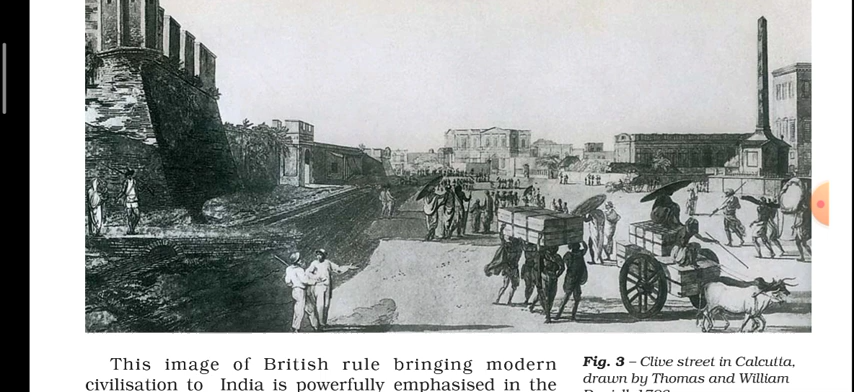 This image of British rule bringing modern
civilisation to India is powerfully emphasised in the
Fig. 3 – Clive street in Calcutta,
drawn by Thomas and William